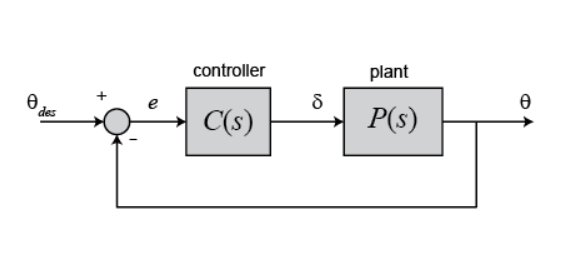 controller
plant
θdes
+
−
e
C(s)
δ
P(s)
θ